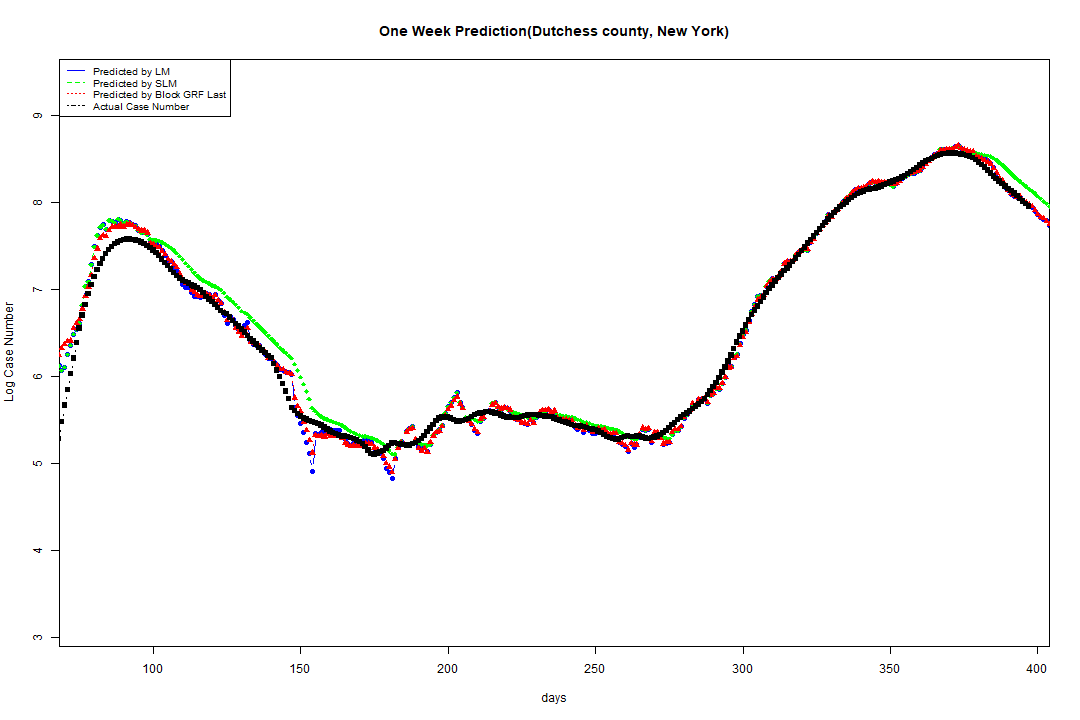 One Week Prediction(Dutchess county, New York)
Predicted by LM
Predicted by SLM
Predicted by Block GRF Last
Actual Case Number
Log Case Number
9
8
7
6
5
4
3
100 150 200 250 300 350 400
days